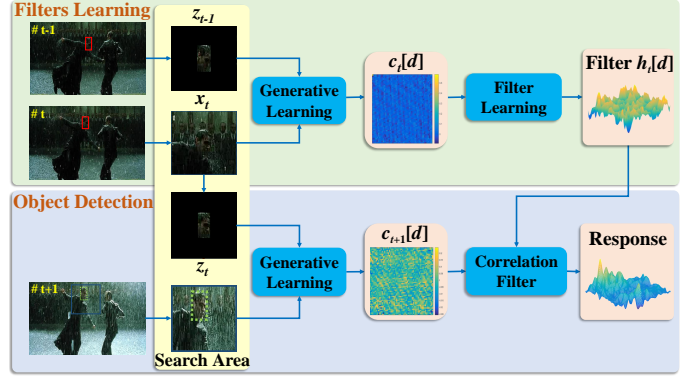 Filters Learning
# t-1
z_{t-1}
# t
x_t
Generative
Learning
c_t[d]
Filter
Learning
Filter h_t[d]
Object Detection
# t+1
z_t
Search Area
Generative
Learning
c_{t+1}[d]
Correlation
Filter
Response